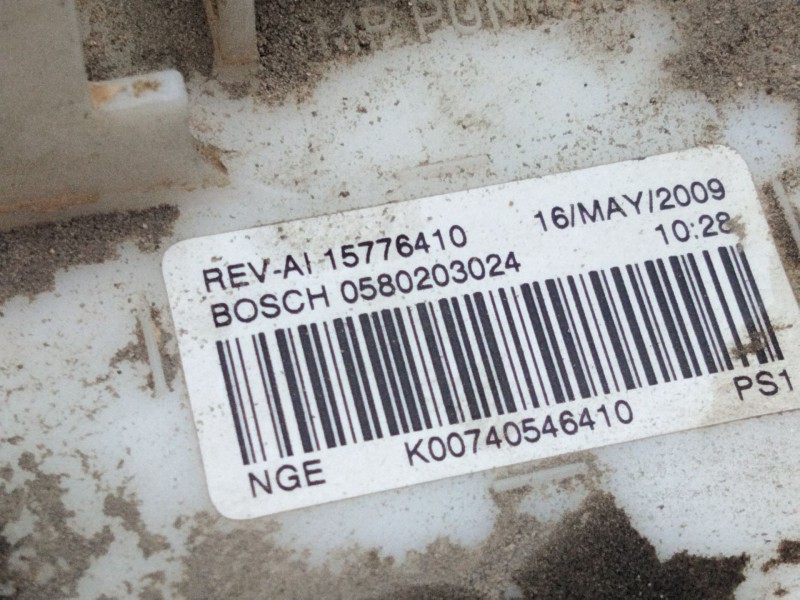 REV-AI 15776410
16/MAY/2009
BOSCH 0580203024
10:28
K00740546410
NGE
PS1